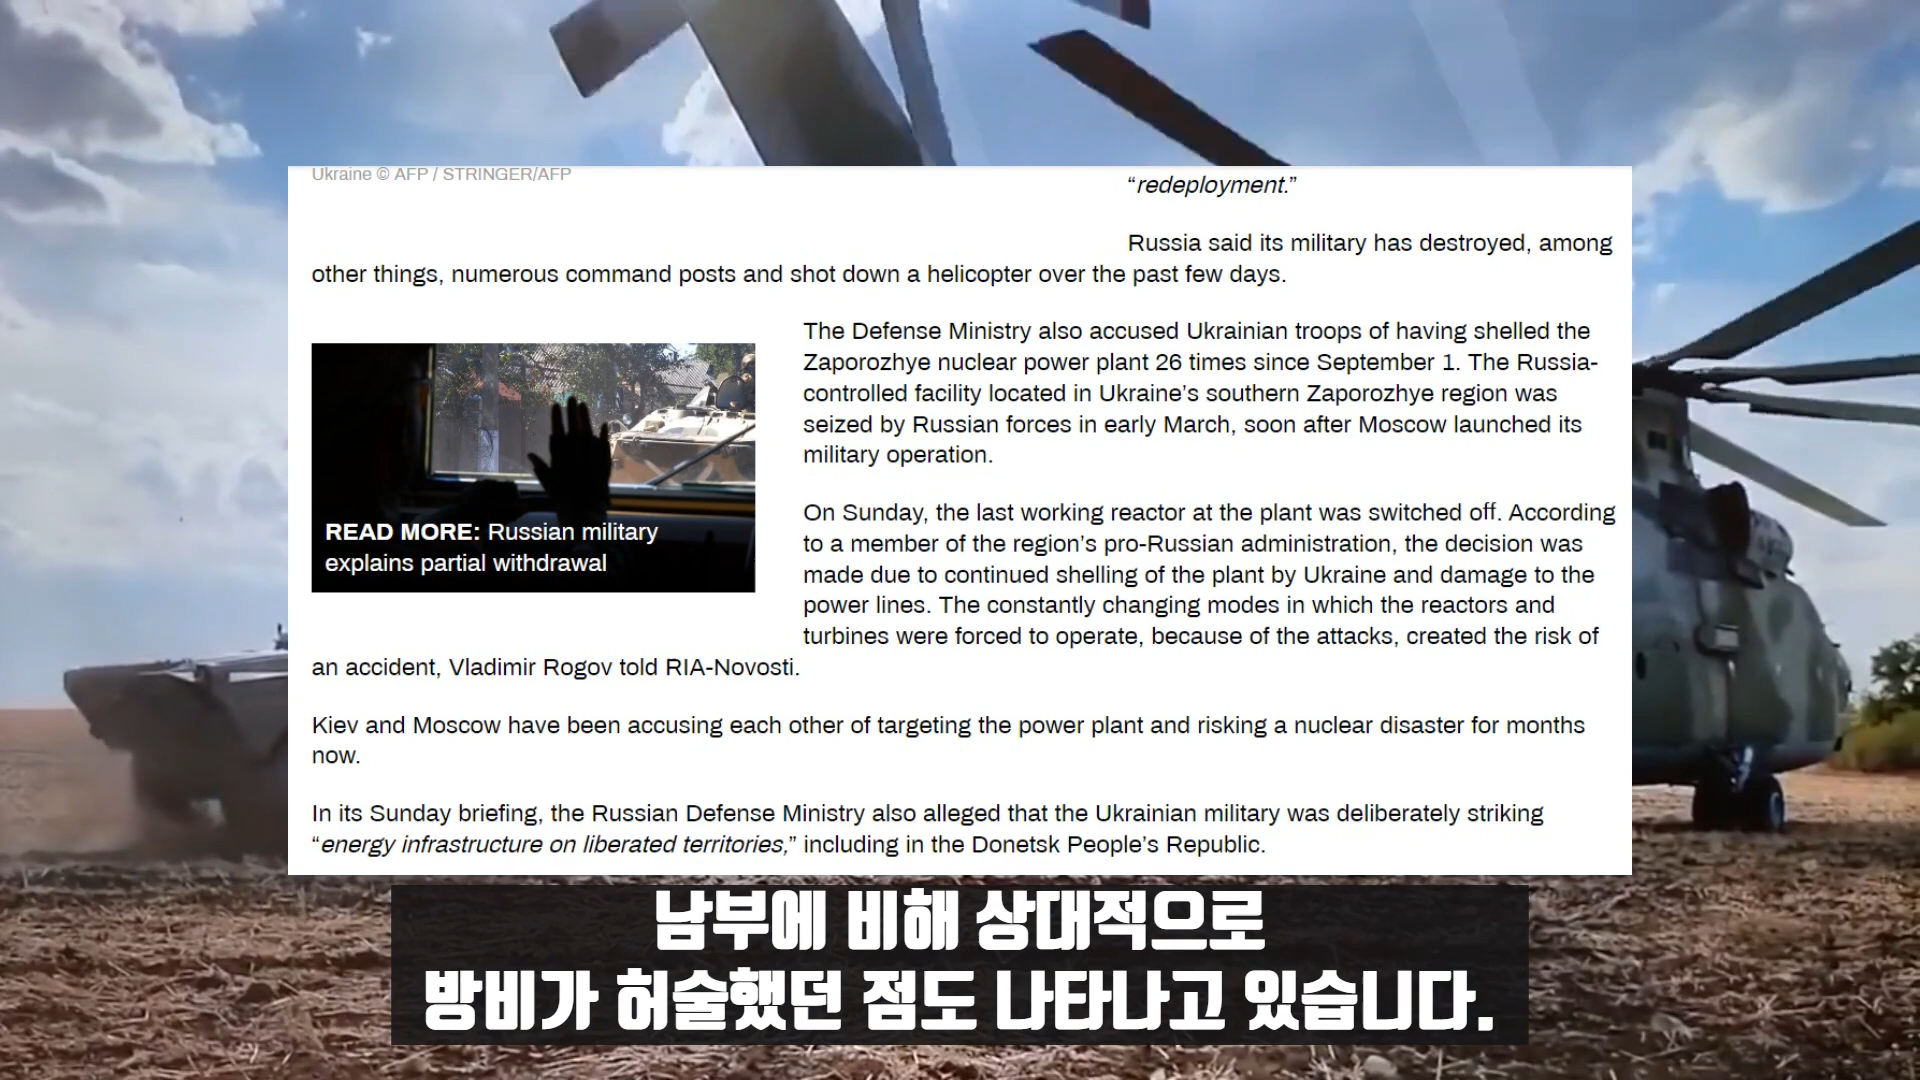 Ukraine © AFP / STRINGER/AFP
“redeployment.”
Russia said its military has destroyed, among
other things, numerous command posts and shot down a helicopter over the past few days.
The Defense Ministry also accused Ukrainian troops of having shelled the
Zaporozhye nuclear power plant 26 times since September 1. The Russia-
controlled facility located in Ukraine’s southern Zaporozhye region was
seized by Russian forces in early March, soon after Moscow launched its
military operation.
READ MORE: Russian military
explains partial withdrawal
On Sunday, the last working reactor at the plant was switched off. According
to a member of the region’s pro-Russian administration, the decision was
made due to continued shelling of the plant by Ukraine and damage to the
power lines. The constantly changing modes in which the reactors and
turbines were forced to operate, because of the attacks, created the risk of
an accident, Vladimir Rogov told RIA-Novosti.
Kiev and Moscow have been accusing each other of targeting the power plant and risking a nuclear disaster for months
now.
In its Sunday briefing, the Russian Defense Ministry also alleged that the Ukrainian military was deliberately striking
“energy infrastructure on liberated territories,” including in the Donetsk People’s Republic.
남부에 비해 상대적으로
방비가 허술했던 점도 나타나고 있습니다.